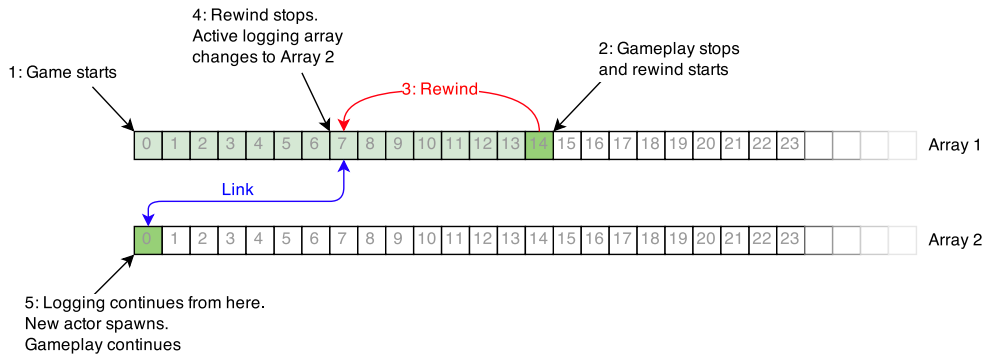 4: Rewind stops.
Active logging array
changes to Array 2
2: Gameplay stops
and rewind starts
1: Game starts
3: Rewind
0 1 2 3 4 5 6 7 8 9 10 11 12 13 14 15 16 17 18 19 20 21 22 23
Array 1
Link
0 1 2 3 4 5 6 7 8 9 10 11 12 13 14 15 16 17 18 19 20 21 22 23
Array 2
5: Logging continues from here.
New actor spawns.
Gameplay continues